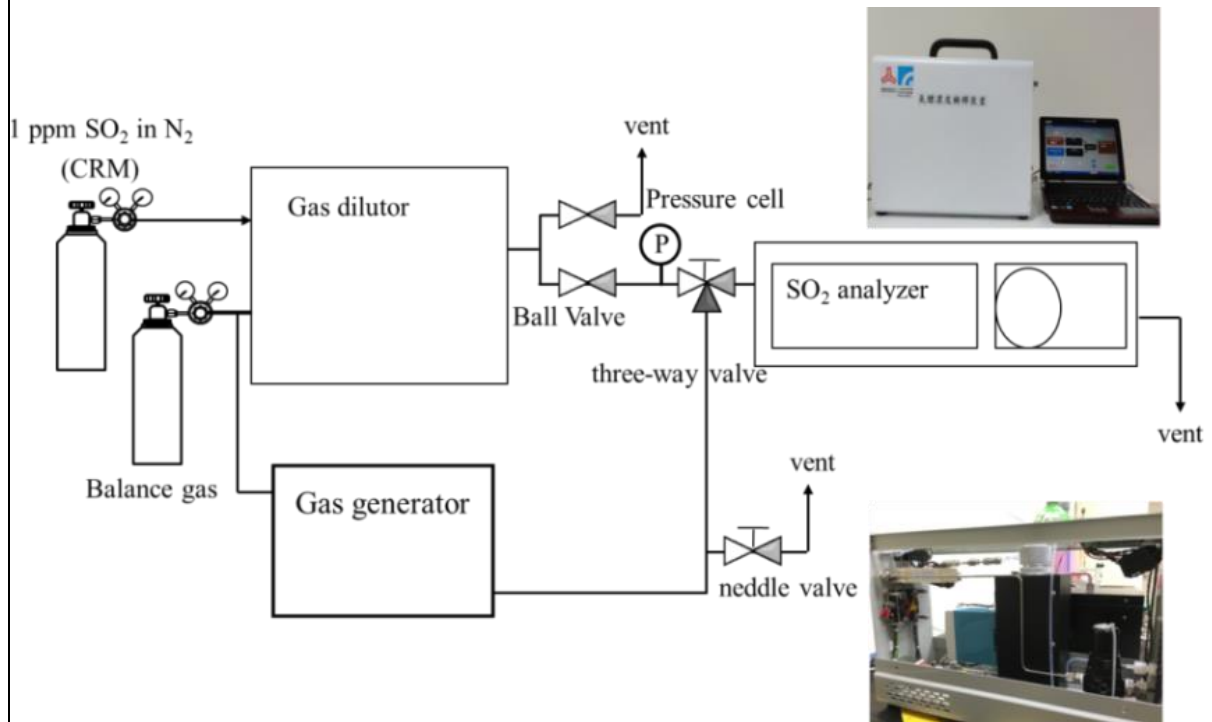 1 ppm SO₂ in N₂
(CRM)
Gas dilutor
vent
Pressure cell
P
Ball Valve
SO₂ analyzer
three-way valve
vent
Balance gas
Gas generator
vent
neddle valve